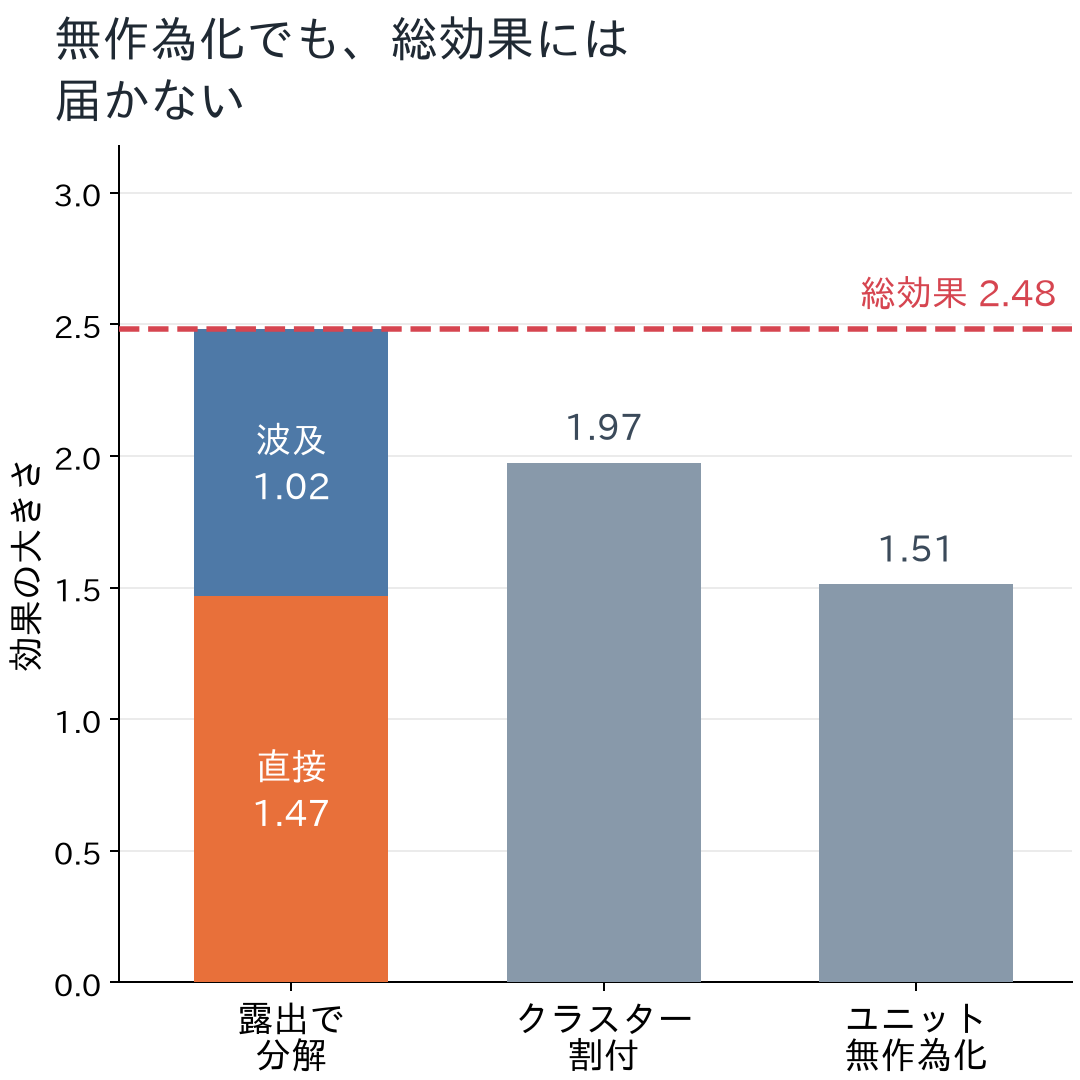 無作為化でも、総効果には
届かない
効果の大きさ
3.0
2.5
2.0
1.5
1.0
0.5
0.0
総効果 2.48
波及
1.02
直接
1.47
1.97
1.51
露出で
分解
クラスター
割付
ユニット
無作為化